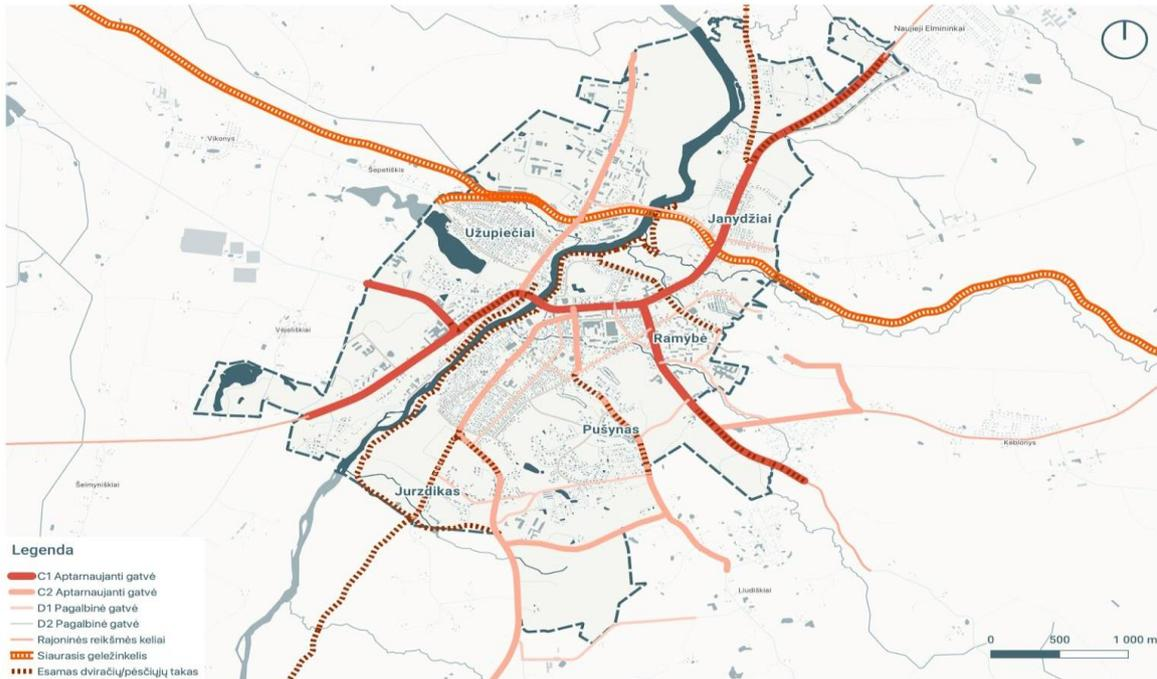 Naujieji Elmininkai
Vikonys
Šepetiškis
Užupiečiai
Janydžiai
Vėjeliškiai
Ramybė
Pušynas
Keblonys
Šeimyniškiai
Jurzdikas
Liudiškiai
Legenda
C1 Aptarnaujanti gatvė
C2 Aptarnaujanti gatvė
D1 Pagalbinė gatvė
D2 Pagalbinė gatvė
Rajoninės reikšmės keliai
Siaurasis geležinkelis
Esamas dviračių/pėsčiųjų takas
0 500 1 000 m